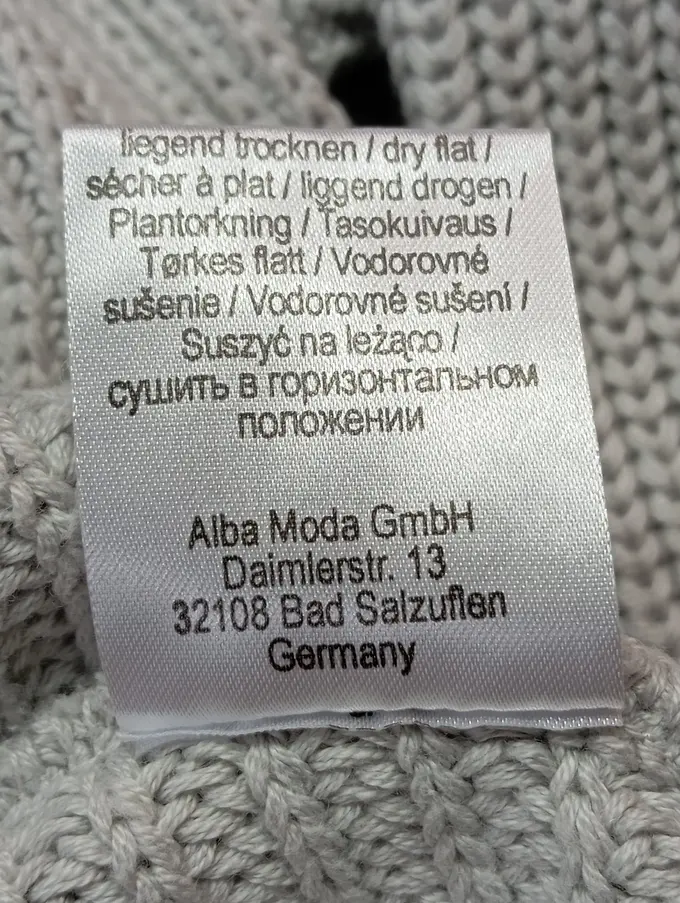 liegend trocknen / dry flat /
sécher à plat / liggend drogen /
Plantorkning / Tasokuivaus /
Tørkes flatt / Vodorovné
sušenie / Vodorovné sušení /
Suszyć na leżąco /
сушить в горизонтальном
положении
Alba Moda GmbH
Daimlerstr. 13
32108 Bad Salzuflen
Germany